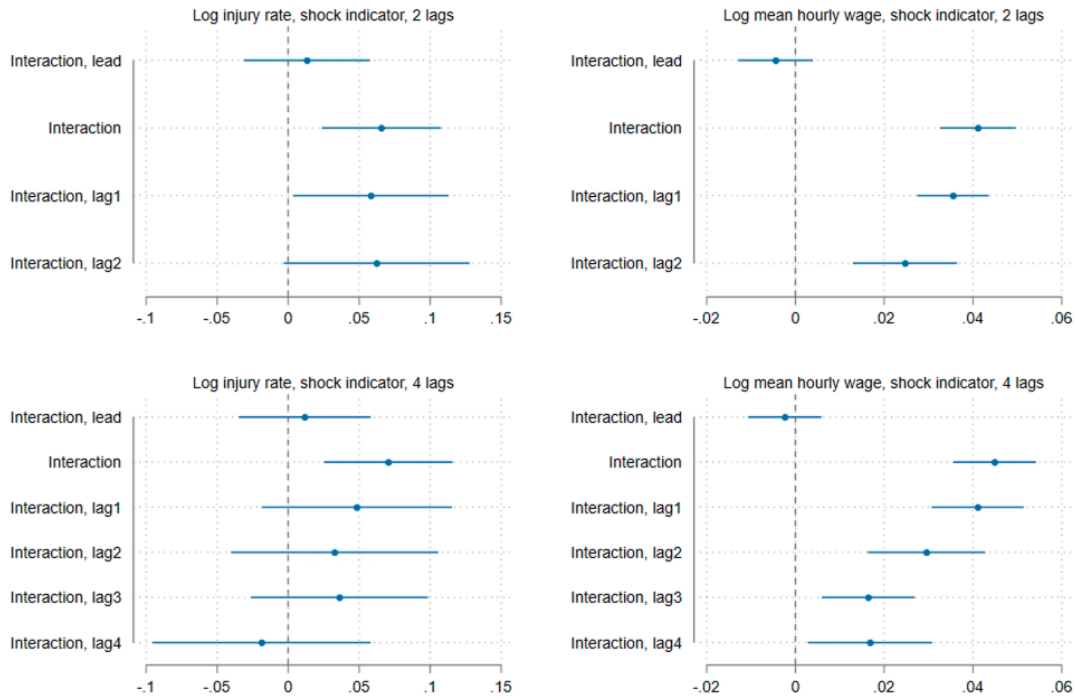 Log injury rate, shock indicator, 2 lags
Interaction, lead
Interaction
Interaction, lag1
Interaction, lag2
-.1 -.05 0 .05 .1 .15
Log mean hourly wage, shock indicator, 2 lags
Interaction, lead
Interaction
Interaction, lag1
Interaction, lag2
-.02 0 .02 .04 .06
Log injury rate, shock indicator, 4 lags
Interaction, lead
Interaction
Interaction, lag1
Interaction, lag2
Interaction, lag3
Interaction, lag4
-.1 -.05 0 .05 .1 .15
Log mean hourly wage, shock indicator, 4 lags
Interaction, lead
Interaction
Interaction, lag1
Interaction, lag2
Interaction, lag3
Interaction, lag4
-.02 0 .02 .04 .06